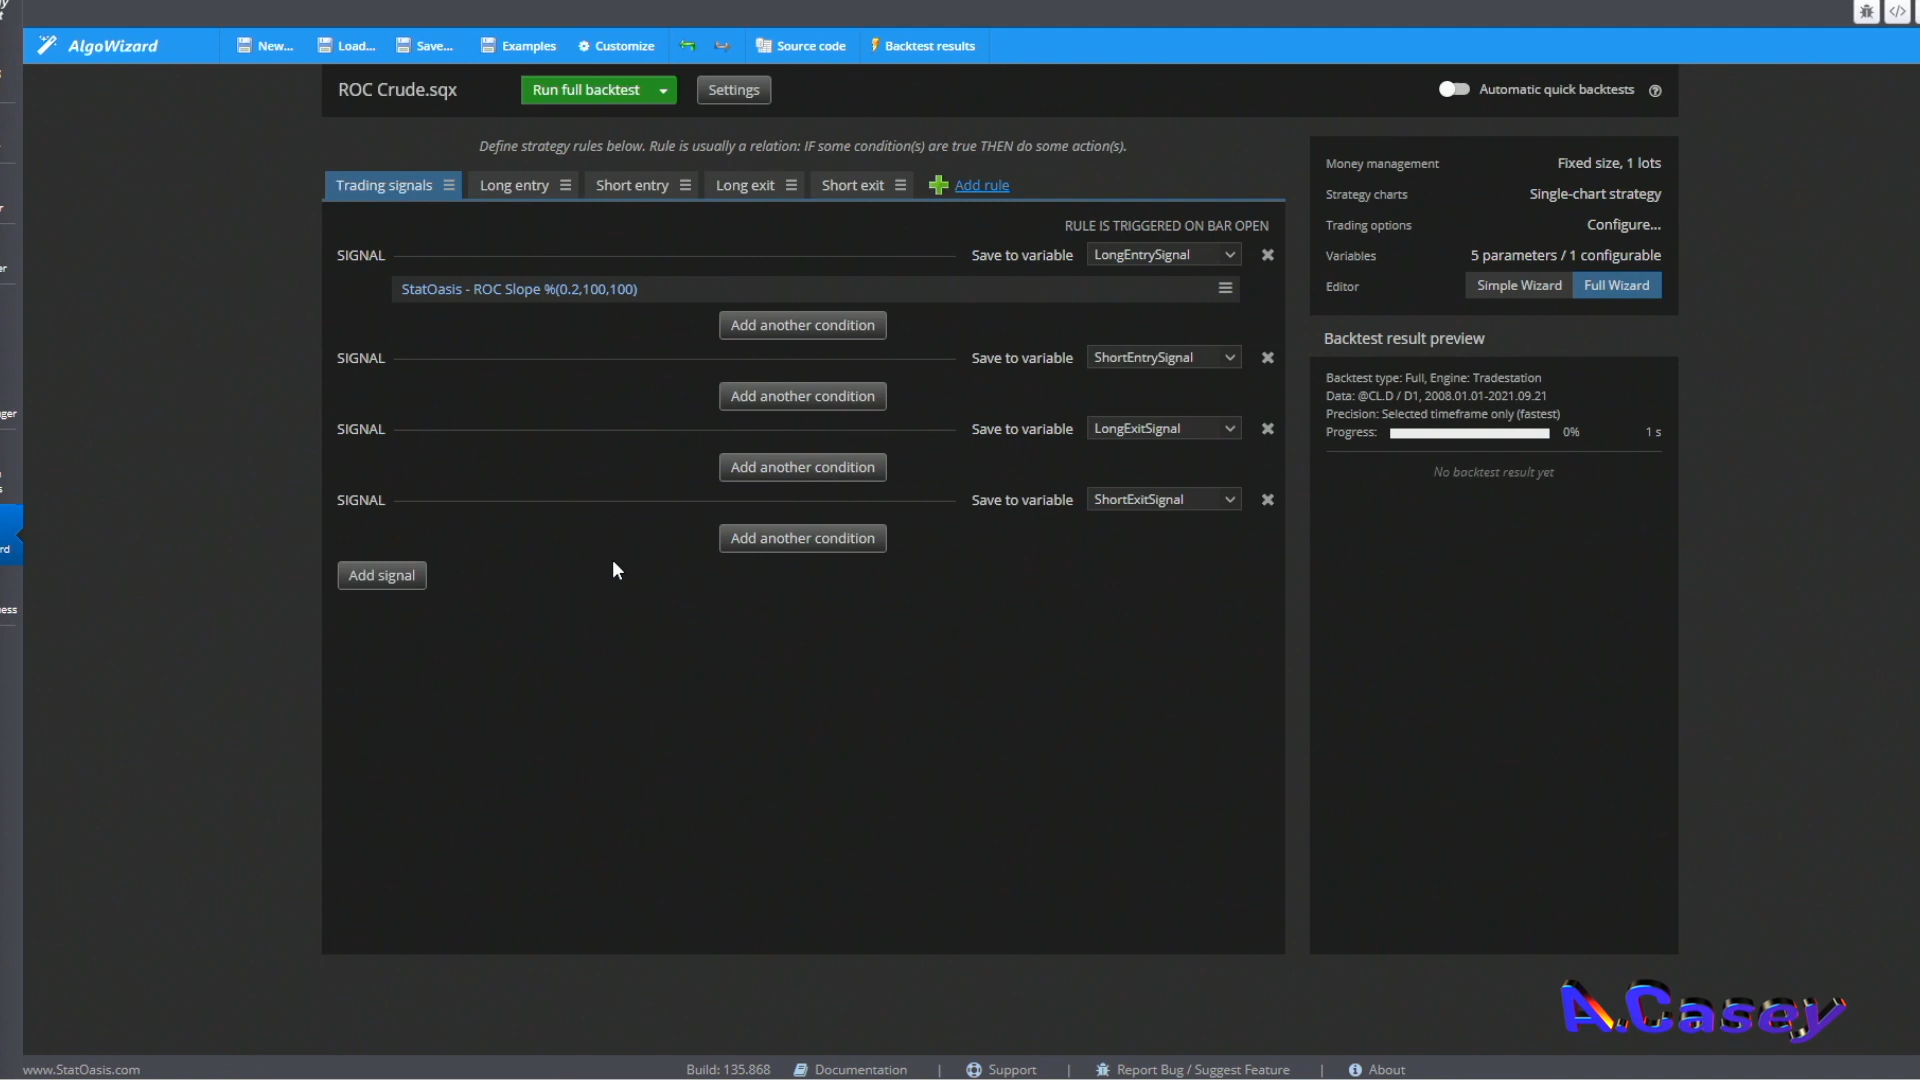 AlgoWizard
New...
Load...
Save...
Examples
Customize
Source code
Backtest results
ROC Crude.sqx
Run full backtest
Settings
Automatic quick backtests
Define strategy rules below. Rule is usually a relation: IF some condition(s) are true THEN do some action(s).
Trading signals
Long entry
Short entry
Long exit
Short exit
Add rule
RULE IS TRIGGERED ON BAR OPEN
SIGNAL
Save to variable
LongEntrySignal
StatOasis - ROC Slope %(0.2,100,100)
Add another condition
SIGNAL
Save to variable
ShortEntrySignal
Add another condition
SIGNAL
Save to variable
LongExitSignal
Add another condition
SIGNAL
Save to variable
ShortExitSignal
Add another condition
Add signal
Money management
Fixed size, 1 lots
Strategy charts
Single-chart strategy
Trading options
Configure...
Variables
5 parameters / 1 configurable
Editor
Simple Wizard
Full Wizard
Backtest result preview
Backtest type: Full, Engine: Tradestation
Data: @CL.D / D1, 2008.01.01-2021.09.21
Precision: Selected timeframe only (fastest)
Progress:
0%
1 s
No backtest result yet
A.Casey
www.StatOasis.com
Build: 135.868
Documentation
|
Support
|
Report Bug / Suggest Feature
|
About